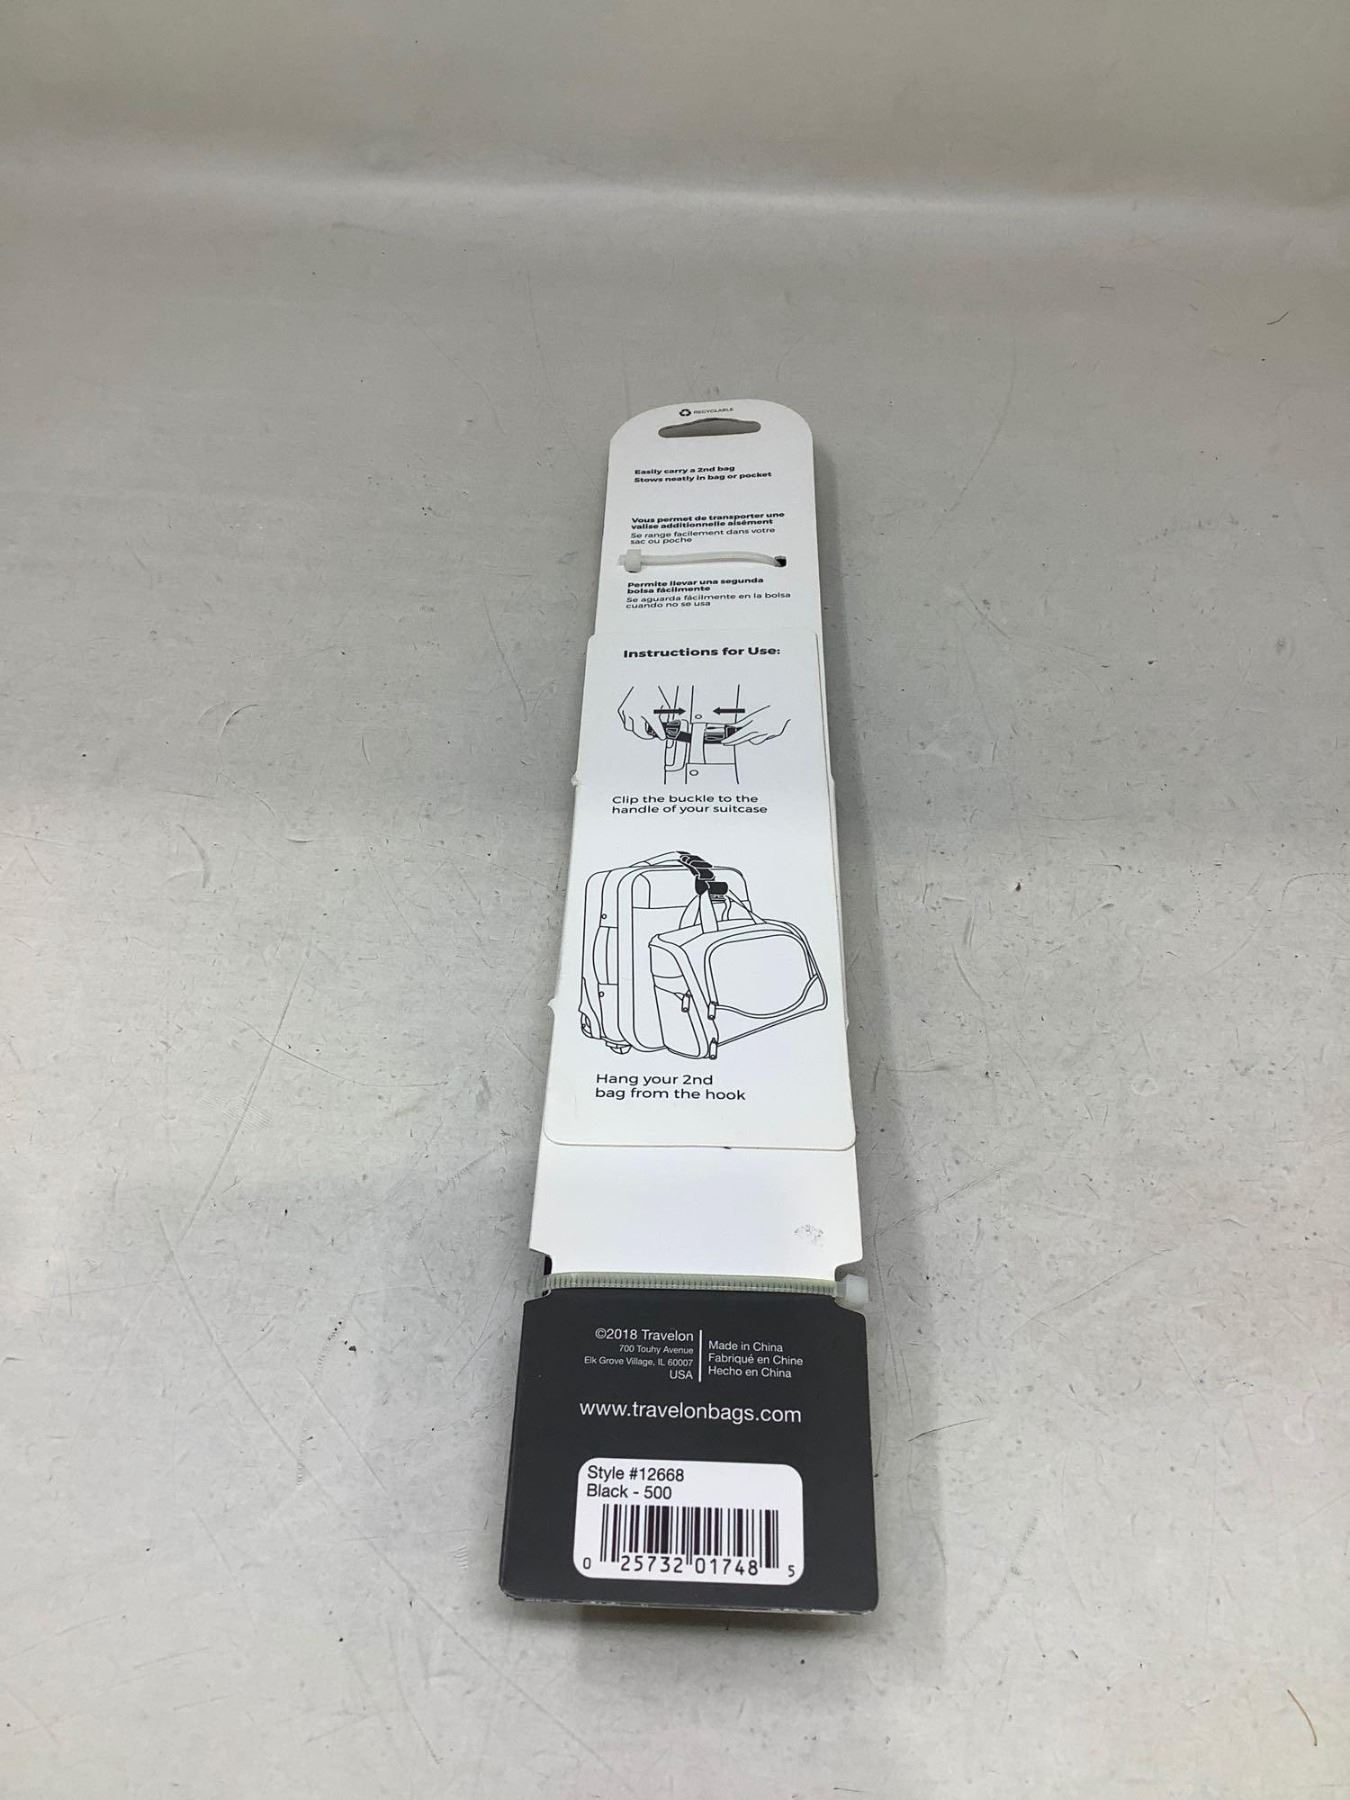 RECYCLABLE
Easily carry a 2nd bag
Stows neatly in bag or pocket
Vous permet de transporter une
valise additionnelle aisément
Se range facilement dans votre
sac ou poche
Permite llevar una segunda
bolsa fácilmente
Se aguarda fácilmente en la bolsa
cuando no se usa
Instructions for Use:
Clip the buckle to the
handle of your suitcase
Hang your 2nd
bag from the hook
©2018 Travelon
700 Touhy Avenue
Elk Grove Village, IL 60007
USA
Made in China
Fabriqué en Chine
Hecho en China
www.travelonbags.com
Style #12668
Black - 500
0 25732 01748 5